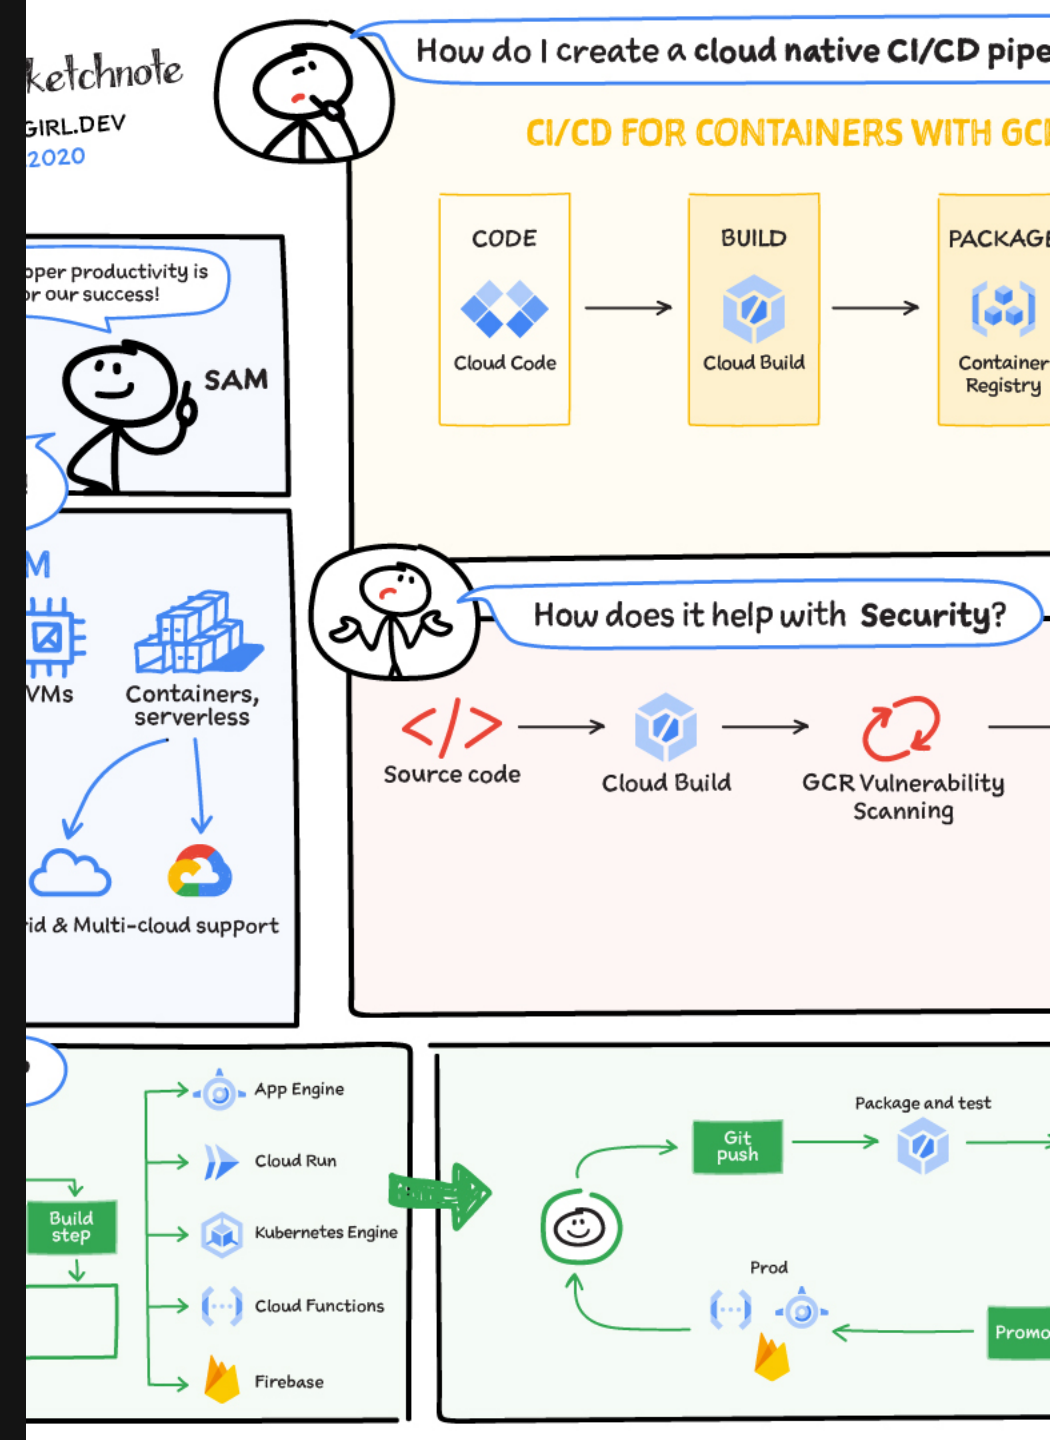 ketchnote
GIRL.DEV
2020
How do I create a cloud native CI/CD pipe
CI/CD FOR CONTAINERS WITH GC
CODE
Cloud Code
BUILD
Cloud Build
PACKAGE
Container
Registry
oper productivity is
or our success!
SAM
M
VMs
Containers,
serverless
id & Multi-cloud support
How does it help with Security?
Source code
Cloud Build
GCR Vulnerability
Scanning
Build
step
App Engine
Cloud Run
Kubernetes Engine
Cloud Functions
Firebase
Git
push
Package and test
Prod
Promo